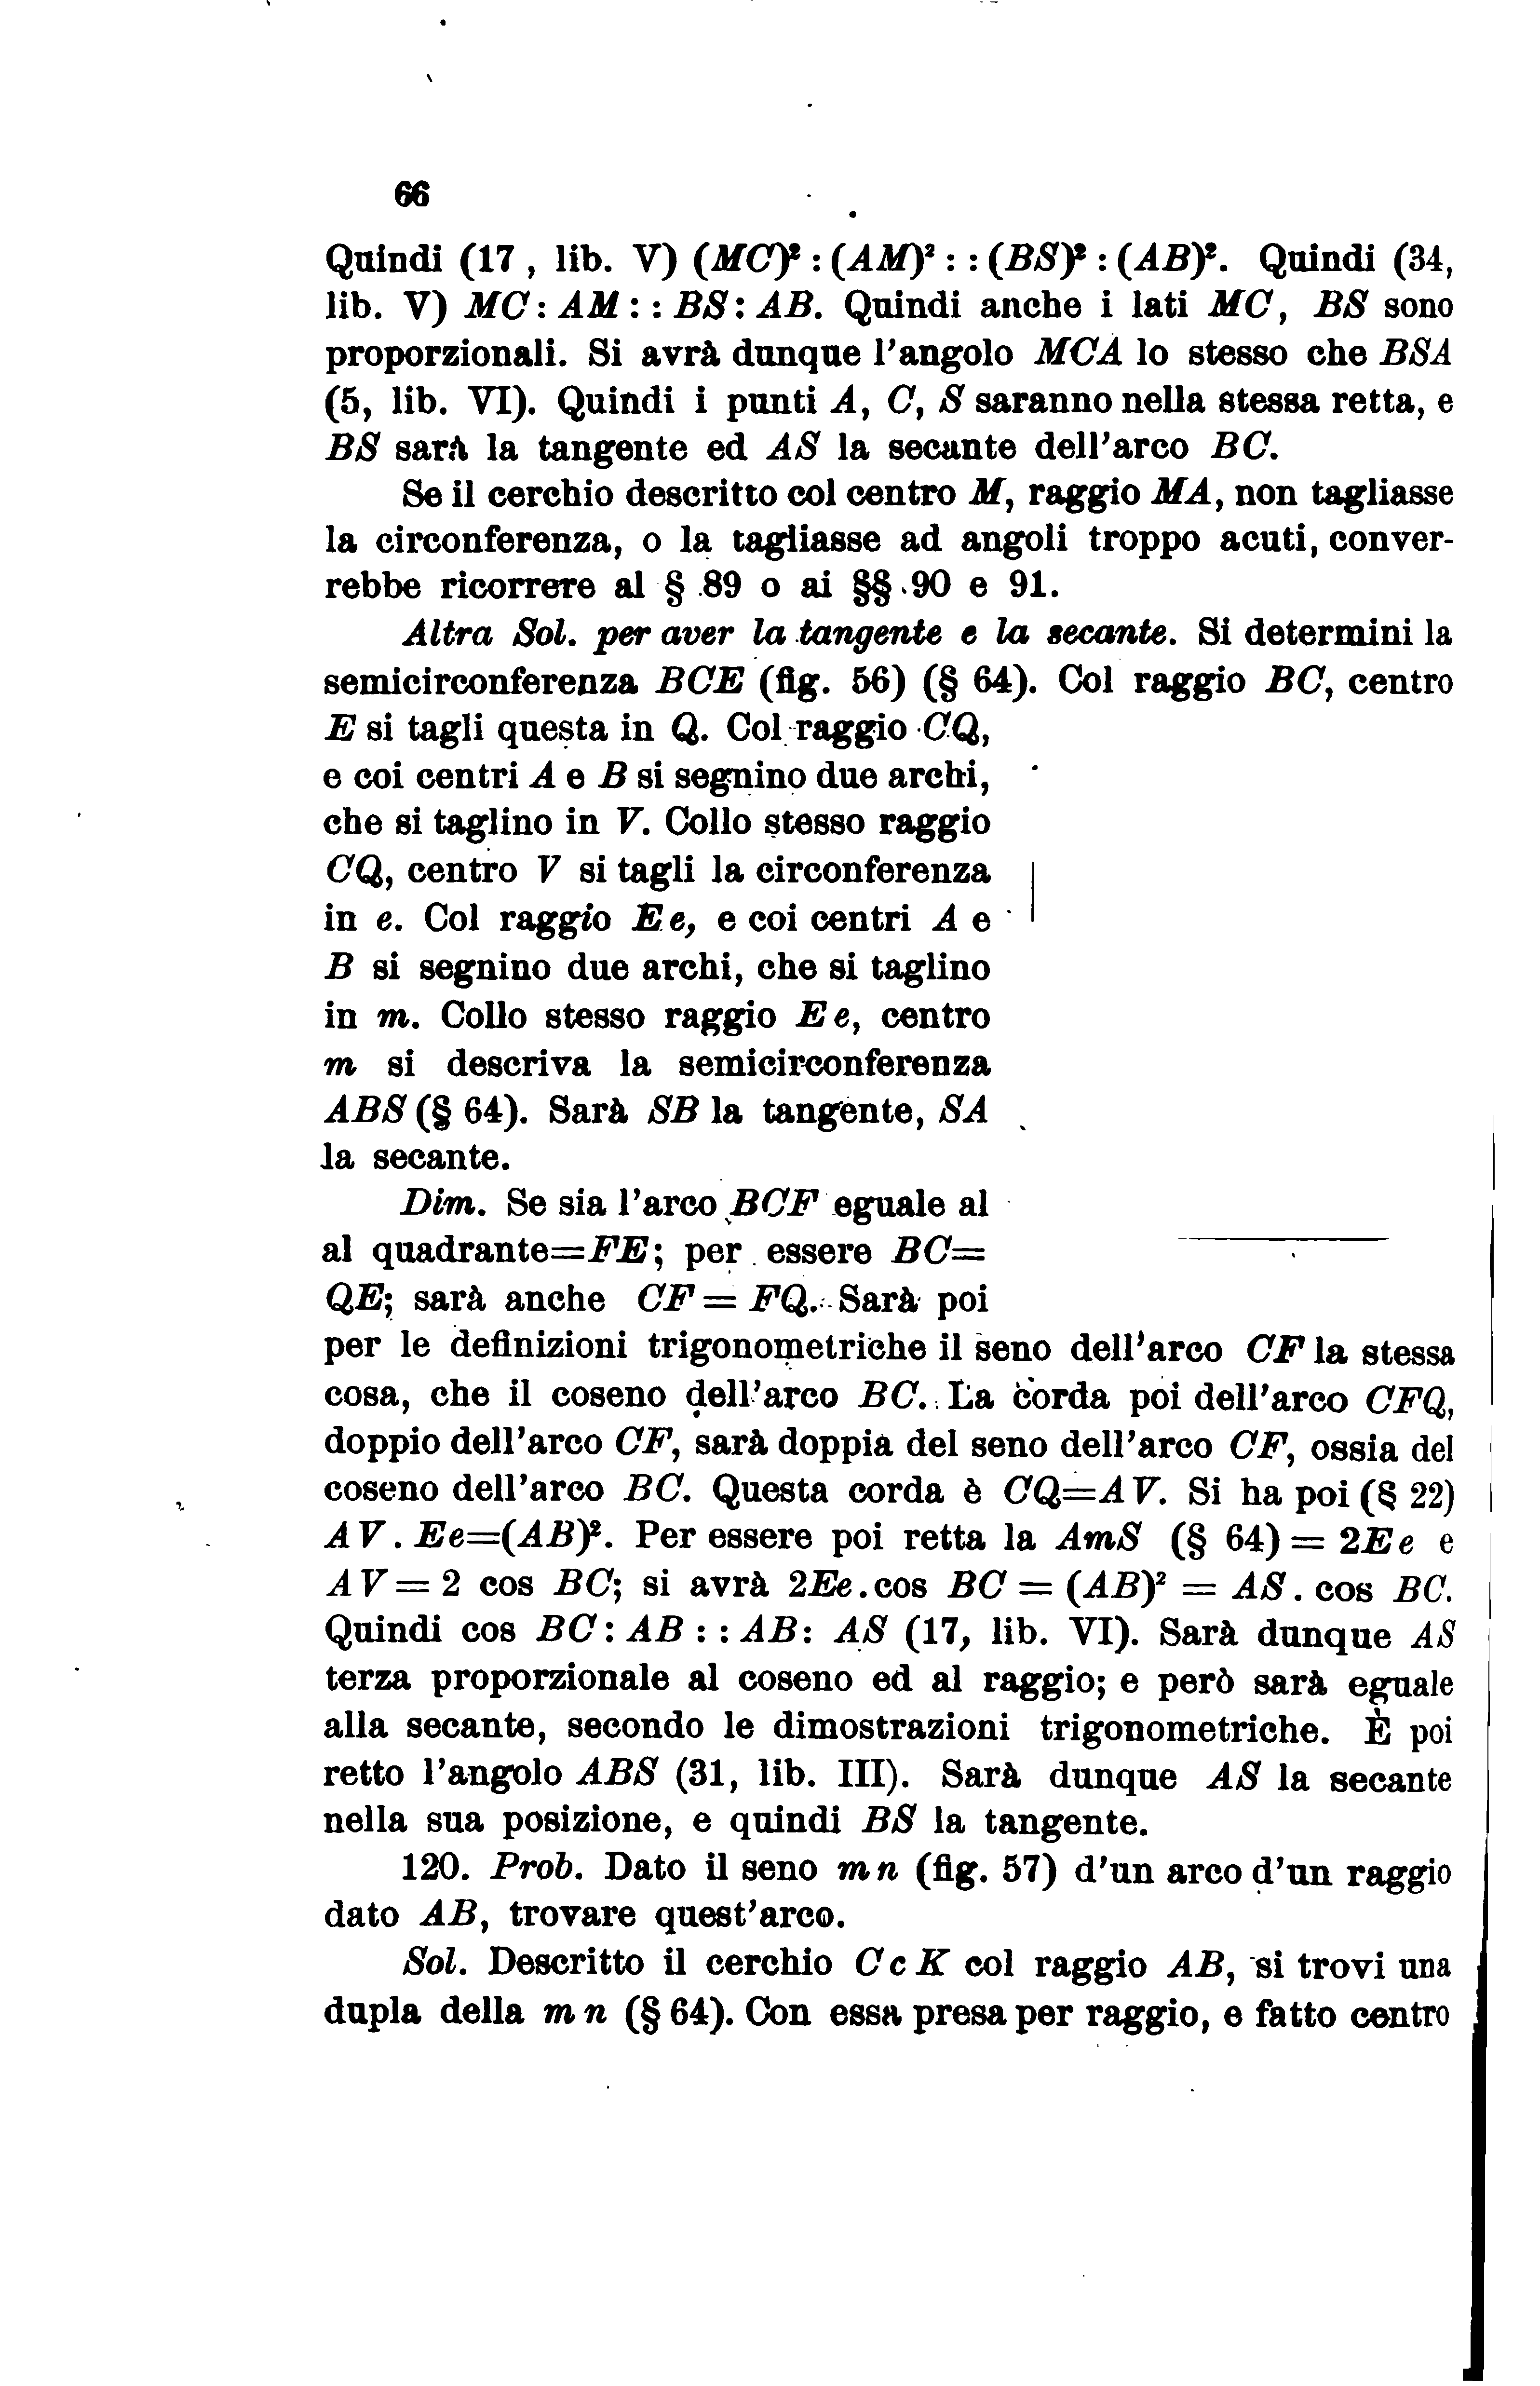 66
Quindi (17, lib. V) (MC)² : (AM)² : : (BS)² : (AB)². Quindi (34,
lib. V) MC : AM : : BS : AB. Quindi anche i lati MC, BS sono
proporzionali. Si avrà dunque l'angolo MCA lo stesso che BSA
(5, lib. VI). Quindi i punti A, C, S saranno nella stessa retta, e
BS sarà la tangente ed AS la secante dell'arco BC.
Se il cerchio descritto col centro M, raggio MA, non tagliasse
la circonferenza, o la tagliasse ad angoli troppo acuti, conver-
rebbe ricorrere al § 89 o ai §§ 90 e 91.
Altra Sol. per aver la tangente e la secante. Si determini la
semicirconferenza BCE (fig. 56) (§ 64). Col raggio BC, centro
E si tagli questa in Q. Col raggio CQ,
e coi centri A e B si segnino due archi,
che si taglino in V. Collo stesso raggio
CQ, centro V si tagli la circonferenza
in e. Col raggio Ee, e coi centri A e
B si segnino due archi, che si taglino
in m. Collo stesso raggio Ee, centro
m si descriva la semicirconferenza
ABS (§ 64). Sarà SB la tangente, SA
la secante.
Dim. Se sia l'arco BCF eguale al
al quadrante=FE; per essere BC=
QE; sarà anche CF = FQ. Sarà poi
per le definizioni trigonometriche il seno dell'arco CF la stessa
cosa, che il coseno dell'arco BC. La corda poi dell'arco CFQ,
doppio dell'arco CF, sarà doppia del seno dell'arco CF, ossia del
coseno dell'arco BC. Questa corda è CQ=AV. Si ha poi (§ 22)
AV . Ee=(AB)². Per essere poi retta la AmS (§ 64) = 2Ee e
AV = 2 cos BC; si avrà 2Ee . cos BC = (AB)² = AS . cos BC.
Quindi cos BC : AB : : AB : AS (17, lib. VI). Sarà dunque AS
terza proporzionale al coseno ed al raggio; e però sarà eguale
alla secante, secondo le dimostrazioni trigonometriche. È poi
retto l'angolo ABS (31, lib. III). Sarà dunque AS la secante
nella sua posizione, e quindi BS la tangente.
120. Prob. Dato il seno mn (fig. 57) d'un arco d'un raggio
dato AB, trovare quest'arco.
Sol. Descritto il cerchio CcK col raggio AB, si trovi una
dupla della mn (§ 64). Con essa presa per raggio, e fatto centro